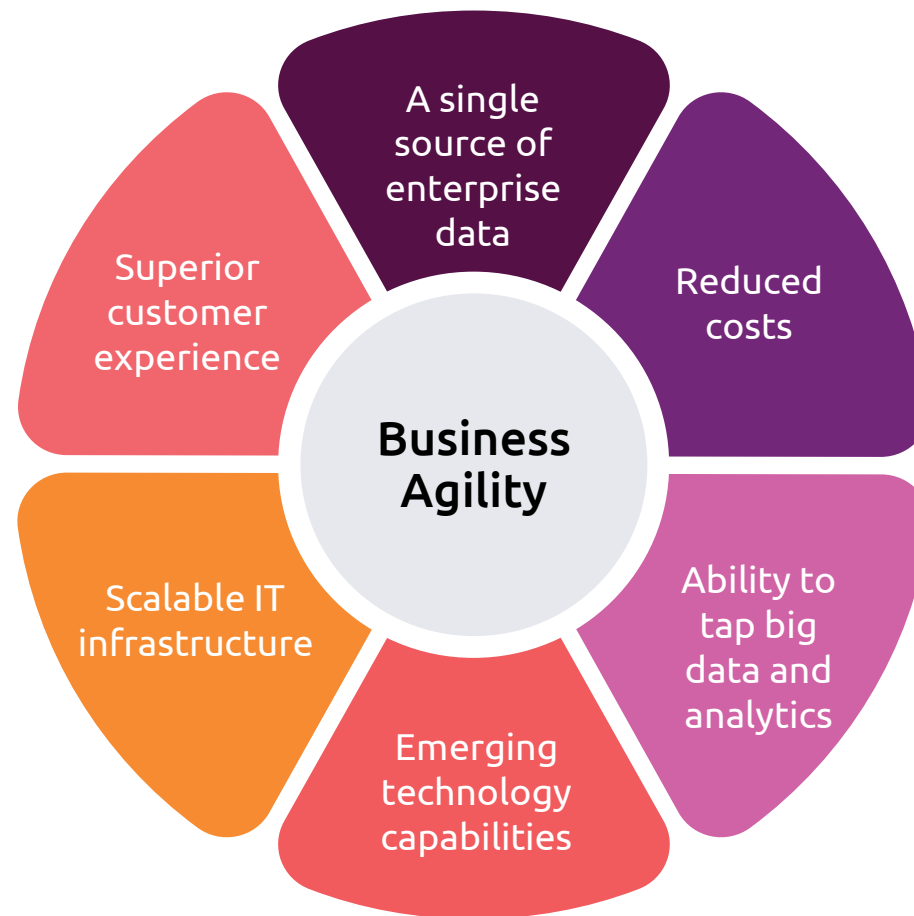 A single
source of
enterprise
data
Reduced
costs
Ability to
tap big
data and
analytics
Emerging
technology
capabilities
Scalable IT
infrastructure
Superior
customer
experience
Business
Agility